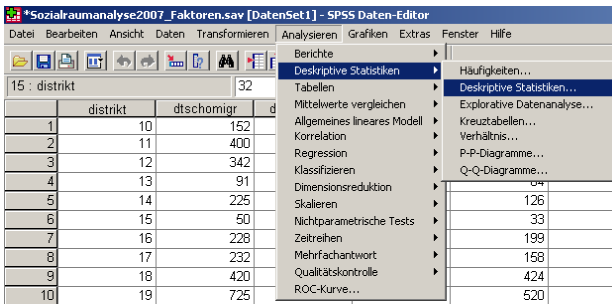 *Sozialraumanalyse2007_Faktoren.sav [DatenSet1] - SPSS Daten-Editor
Datei Bearbeiten Ansicht Daten Transformieren Analysieren Grafiken Extras Fenster Hilfe
15 : distrikt 32
distrikt dtschomigr
1 10 152
2 11 400
3 12 342
4 13 91
5 14 225 126
6 15 50 33
7 16 228 199
8 17 232 158
9 18 420 424
10 19 725 520
Berichte
Deskriptive Statistiken
Tabellen
Mittelwerte vergleichen
Allgemeines lineares Modell
Korrelation
Regression
Klassifizieren
Dimensionsreduktion
Skalieren
Nichtparametrische Tests
Zeitreihen
Mehrfachantwort
Qualitätskontrolle
ROC-Kurve...
Häufigkeiten...
Deskriptive Statistiken...
Explorative Datenanalyse...
Kreuztabellen...
Verhältnis...
P-P-Diagramme...
Q-Q-Diagramme...